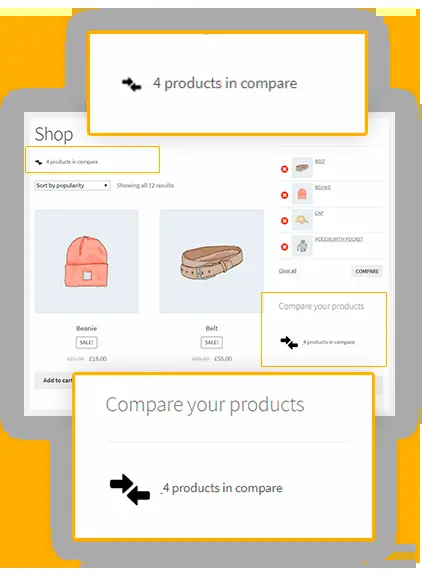 4 products in compare
Shop
4 products in compare
Sort by popularity
Showing all 12 results
BELT
BEANIE
CAP
HOODIE WITH POCKET
Clear all
COMPARE
Beanie
SALE!
£20.00 £18.00
Add to cart
Belt
SALE!
£65.00 £55.00
Compare your products
4 products in compare
Compare your products
4 products in compare